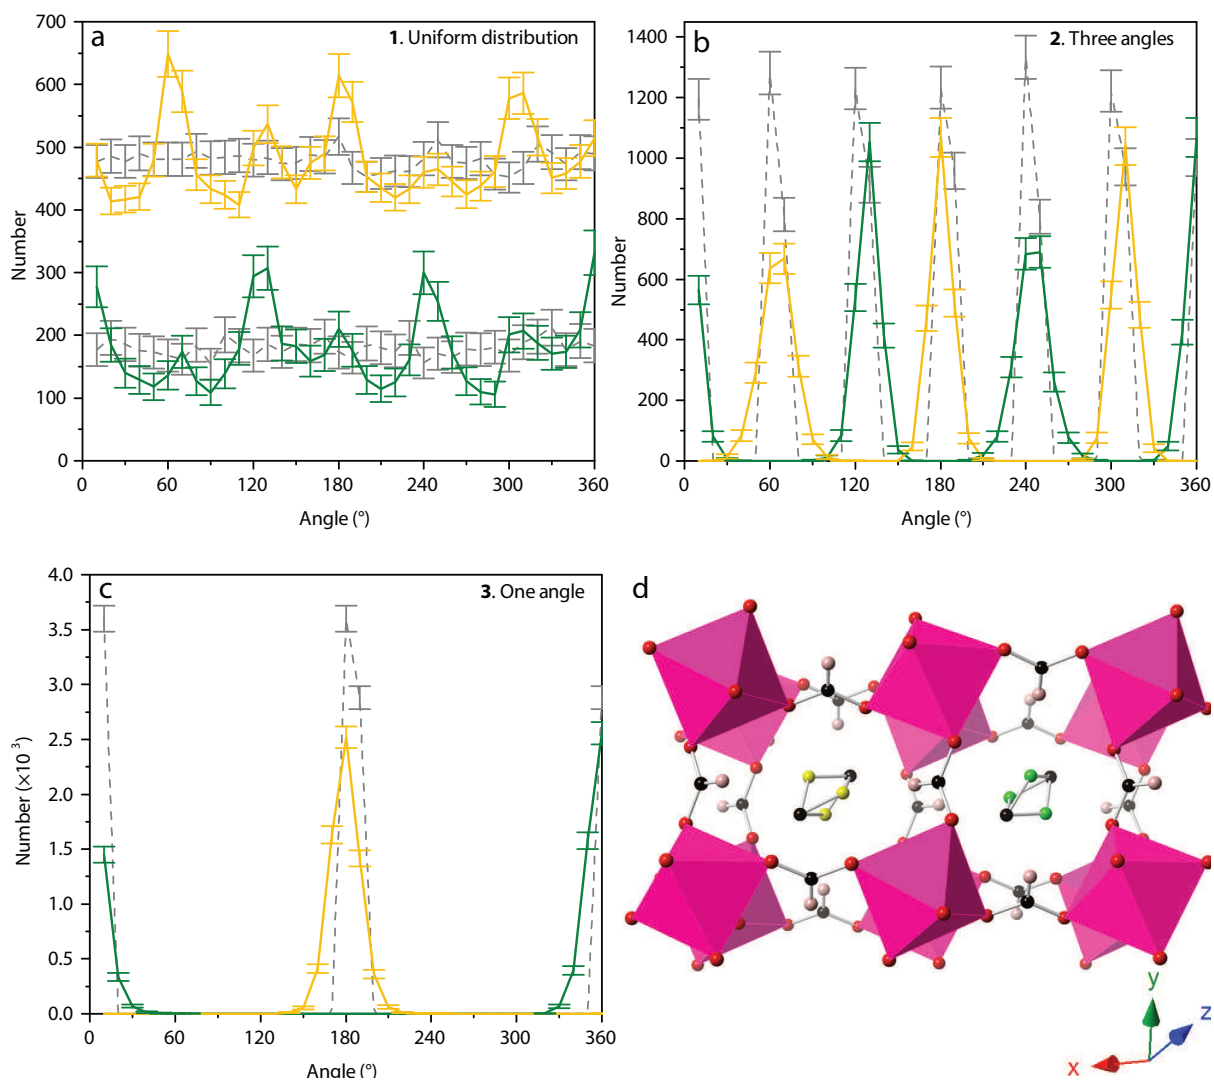 a
1. Uniform distribution
700
600
500
400
300
200
100
0
Number
0 60 120 180 240 300 360
Angle (°)
b
2. Three angles
1400
1200
1000
800
600
400
200
0
Number
0 60 120 180 240 300 360
Angle (°)
c
3. One angle
4.0
3.5
3.0
2.5
2.0
1.5
1.0
0.5
0.0
Number (×10³)
0 60 120 180 240 300 360
Angle (°)
d
y
z
x